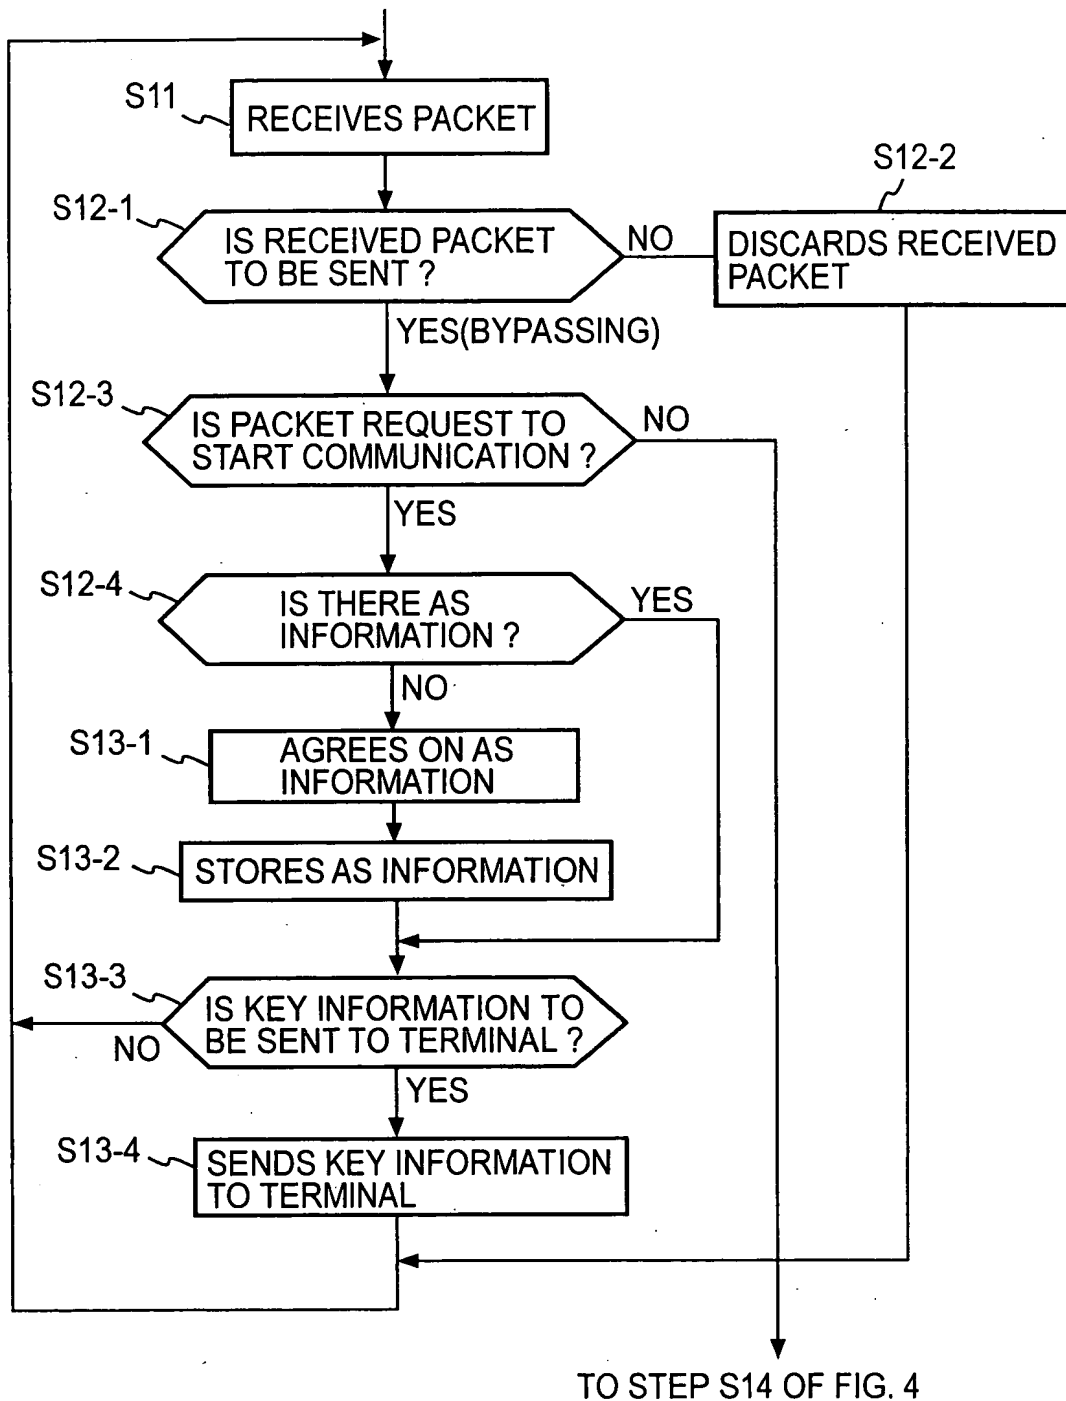 S11
RECEIVES PACKET
S12-1
IS RECEIVED PACKET
TO BE SENT ?
NO
S12-2
DISCARDS RECEIVED
PACKET
YES(BYPASSING)
S12-3
IS PACKET REQUEST TO
START COMMUNICATION ?
NO
YES
S12-4
IS THERE AS
INFORMATION ?
YES
NO
S13-1
AGREES ON AS
INFORMATION
S13-2
STORES AS INFORMATION
S13-3
IS KEY INFORMATION TO
BE SENT TO TERMINAL ?
NO
YES
S13-4
SENDS KEY INFORMATION
TO TERMINAL
TO STEP S14 OF FIG. 4